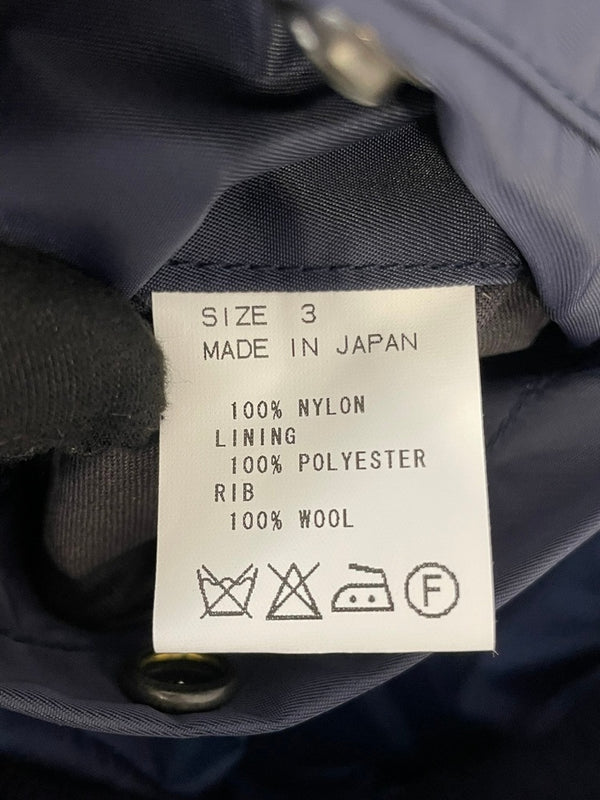 SIZE 3
MADE IN JAPAN
100% NYLON
LINING
100% POLYESTER
RIB
100% WOOL
F